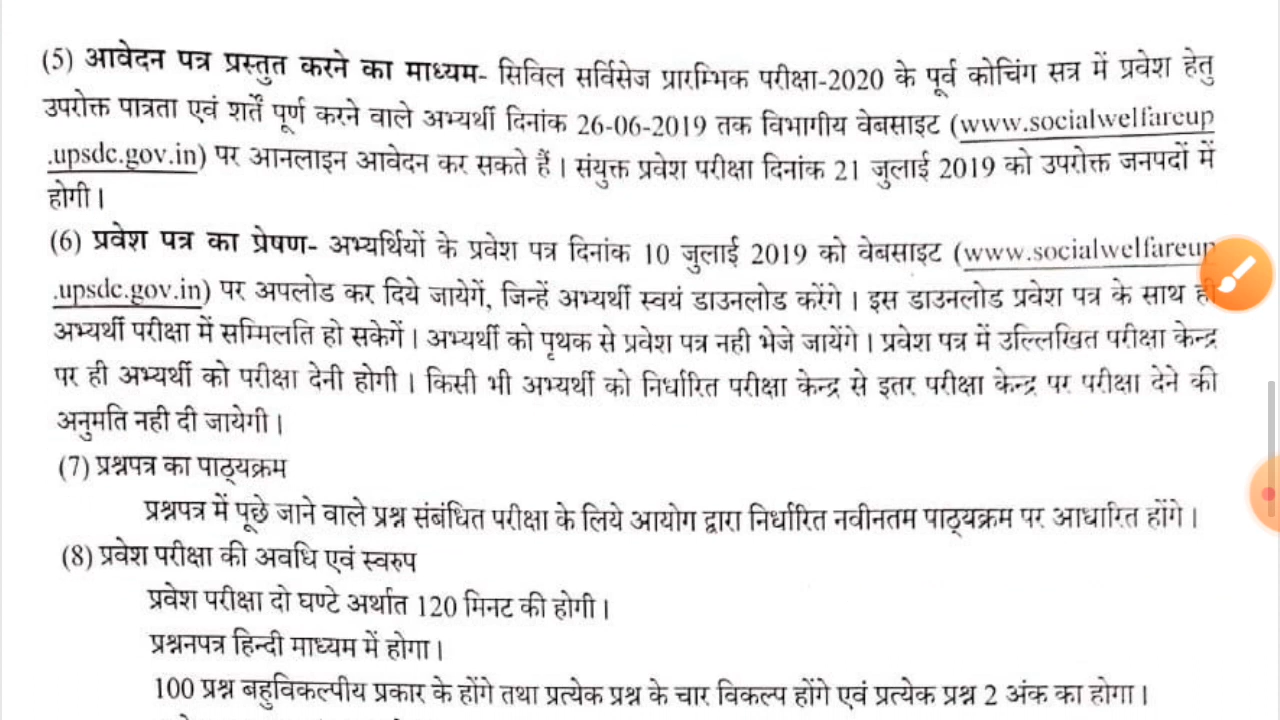 (5) आवेदन पत्र प्रस्तुत करने का माध्यम- सिविल सर्विसेज प्रारम्भिक परीक्षा-2020 के पूर्व कोचिंग सत्र में प्रवेश हेतु
उपरोक्त पात्रता एवं शर्तें पूर्ण करने वाले अभ्यर्थी दिनांक 26-06-2019 तक विभागीय वेबसाइट (www.socialwelfareup
.upsdc.gov.in) पर आनलाइन आवेदन कर सकते हैं। संयुक्त प्रवेश परीक्षा दिनांक 21 जुलाई 2019 को उपरोक्त जनपदों में
होगी।
(6) प्रवेश पत्र का प्रेषण- अभ्यर्थियों के प्रवेश पत्र दिनांक 10 जुलाई 2019 को वेबसाइट (www.socialwelfareup
.upsdc.gov.in) पर अपलोड कर दिये जायेगें, जिन्हें अभ्यर्थी स्वयं डाउनलोड करेंगे। इस डाउनलोड प्रवेश पत्र के साथ ही
अभ्यर्थी परीक्षा में सम्मिलति हो सकेगें। अभ्यर्थी को पृथक से प्रवेश पत्र नही भेजे जायेंगे। प्रवेश पत्र में उल्लिखित परीक्षा केन्द्र
पर ही अभ्यर्थी को परीक्षा देनी होगी। किसी भी अभ्यर्थी को निर्धारित परीक्षा केन्द्र से इतर परीक्षा केन्द्र पर परीक्षा देने की
अनुमति नही दी जायेगी।
(7) प्रश्नपत्र का पाठ्यक्रम
प्रश्नपत्र में पूछे जाने वाले प्रश्न संबंधित परीक्षा के लिये आयोग द्वारा निर्धारित नवीनतम पाठ्यक्रम पर आधारित होंगे।
(8) प्रवेश परीक्षा की अवधि एवं स्वरुप
प्रवेश परीक्षा दो घण्टे अर्थात 120 मिनट की होगी।
प्रश्ननपत्र हिन्दी माध्यम में होगा।
100 प्रश्न बहुविकल्पीय प्रकार के होंगे तथा प्रत्येक प्रश्न के चार विकल्प होंगे एवं प्रत्येक प्रश्न 2 अंक का होगा।